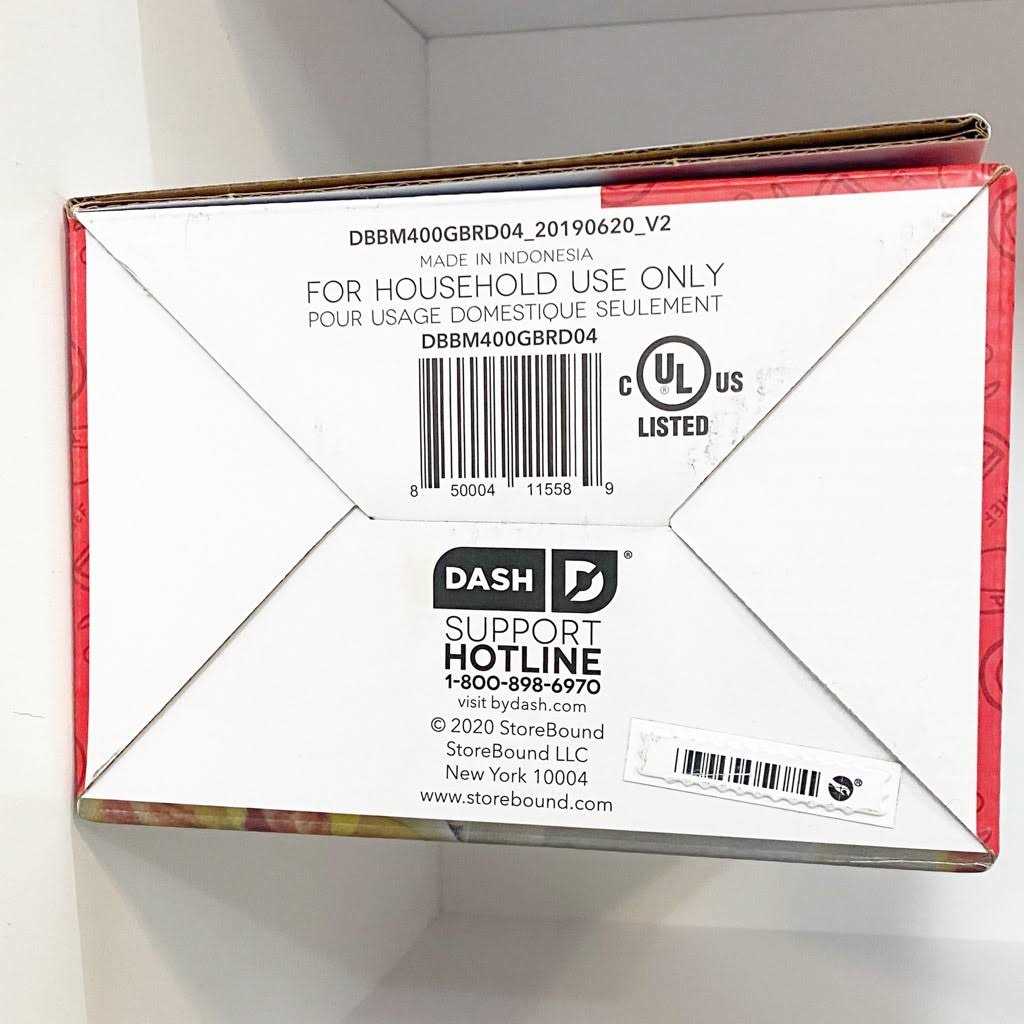 DBBM400GBRD04_20190620_V2
MADE IN INDONESIA
FOR HOUSEHOLD USE ONLY
POUR USAGE DOMESTIQUE SEULEMENT
DBBM400GBRD04
C UL ® US
LISTED
8 50004 11558 9
DASH D ®
SUPPORT
HOTLINE
1-800-898-6970
visit bydash.com
© 2020 StoreBound
StoreBound LLC
New York 10004
www.storebound.com
®